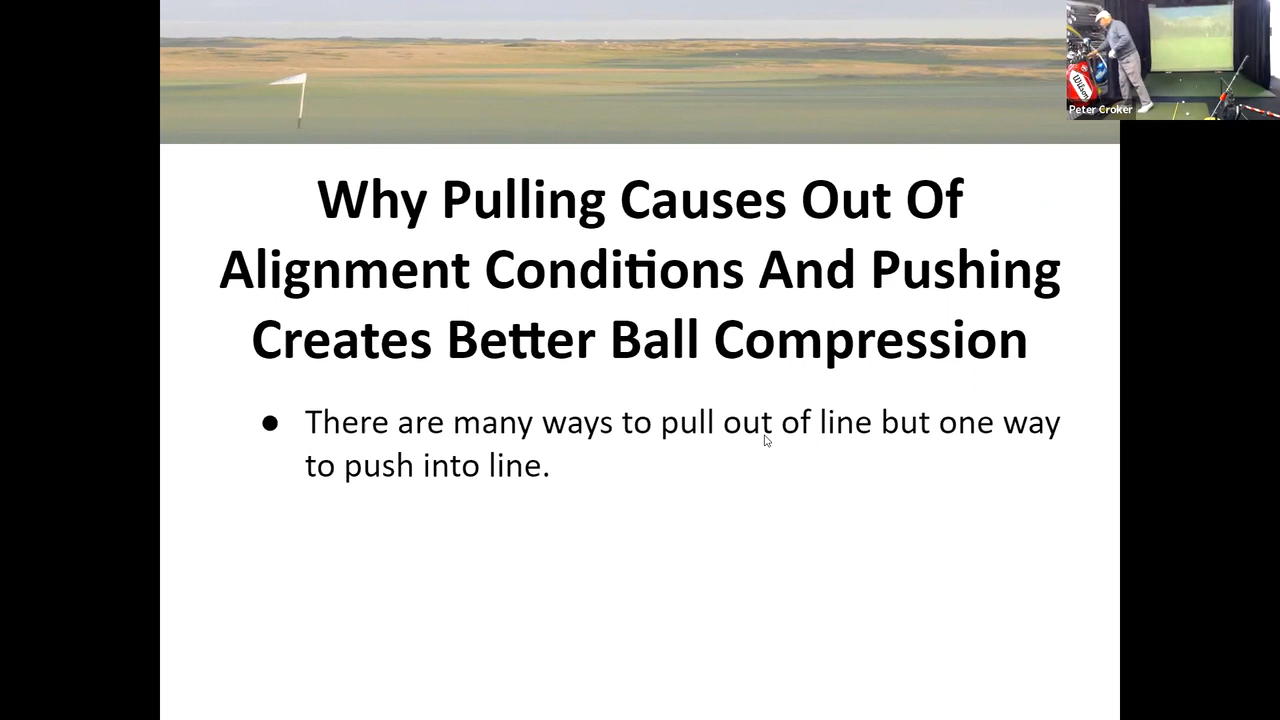 Wilson
Peter Croker
Why Pulling Causes Out Of
Alignment Conditions And Pushing
Creates Better Ball Compression
● There are many ways to pull out of line but one way
to push into line.